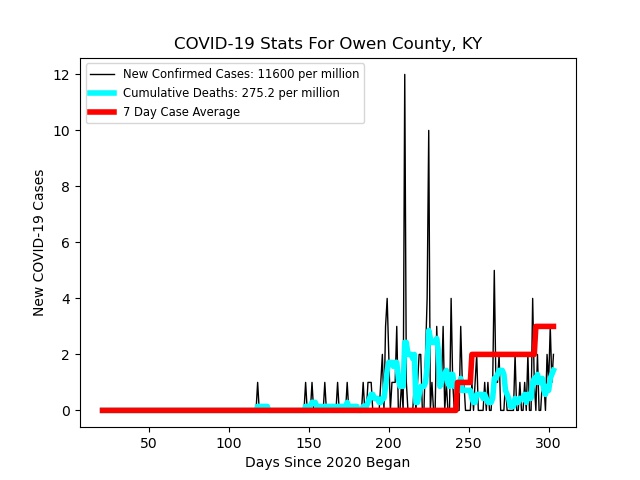 COVID-19 Stats For Owen County, KY
New Confirmed Cases: 11600 per million
Cumulative Deaths: 275.2 per million
7 Day Case Average
New COVID-19 Cases
12
10
8
6
4
2
0
50 100 150 200 250 300
Days Since 2020 Began